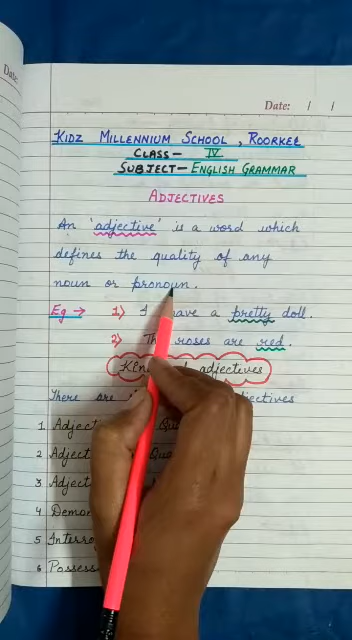 Date
Date: / /
KIDZ MILLENNIUM SCHOOL, ROORKEE
CLASS- IV
SUBJECT- ENGLISH GRAMMAR
ADJECTIVES
An 'adjective' is a word which
defines the quality of any
noun or pronoun.
Eg → 1) I have a pretty doll.
2) The roses are red.
adjectives
There are adjectives
1 Adject
2 Adject
3 Adject
4 Demon
5 Interro
6 Possess